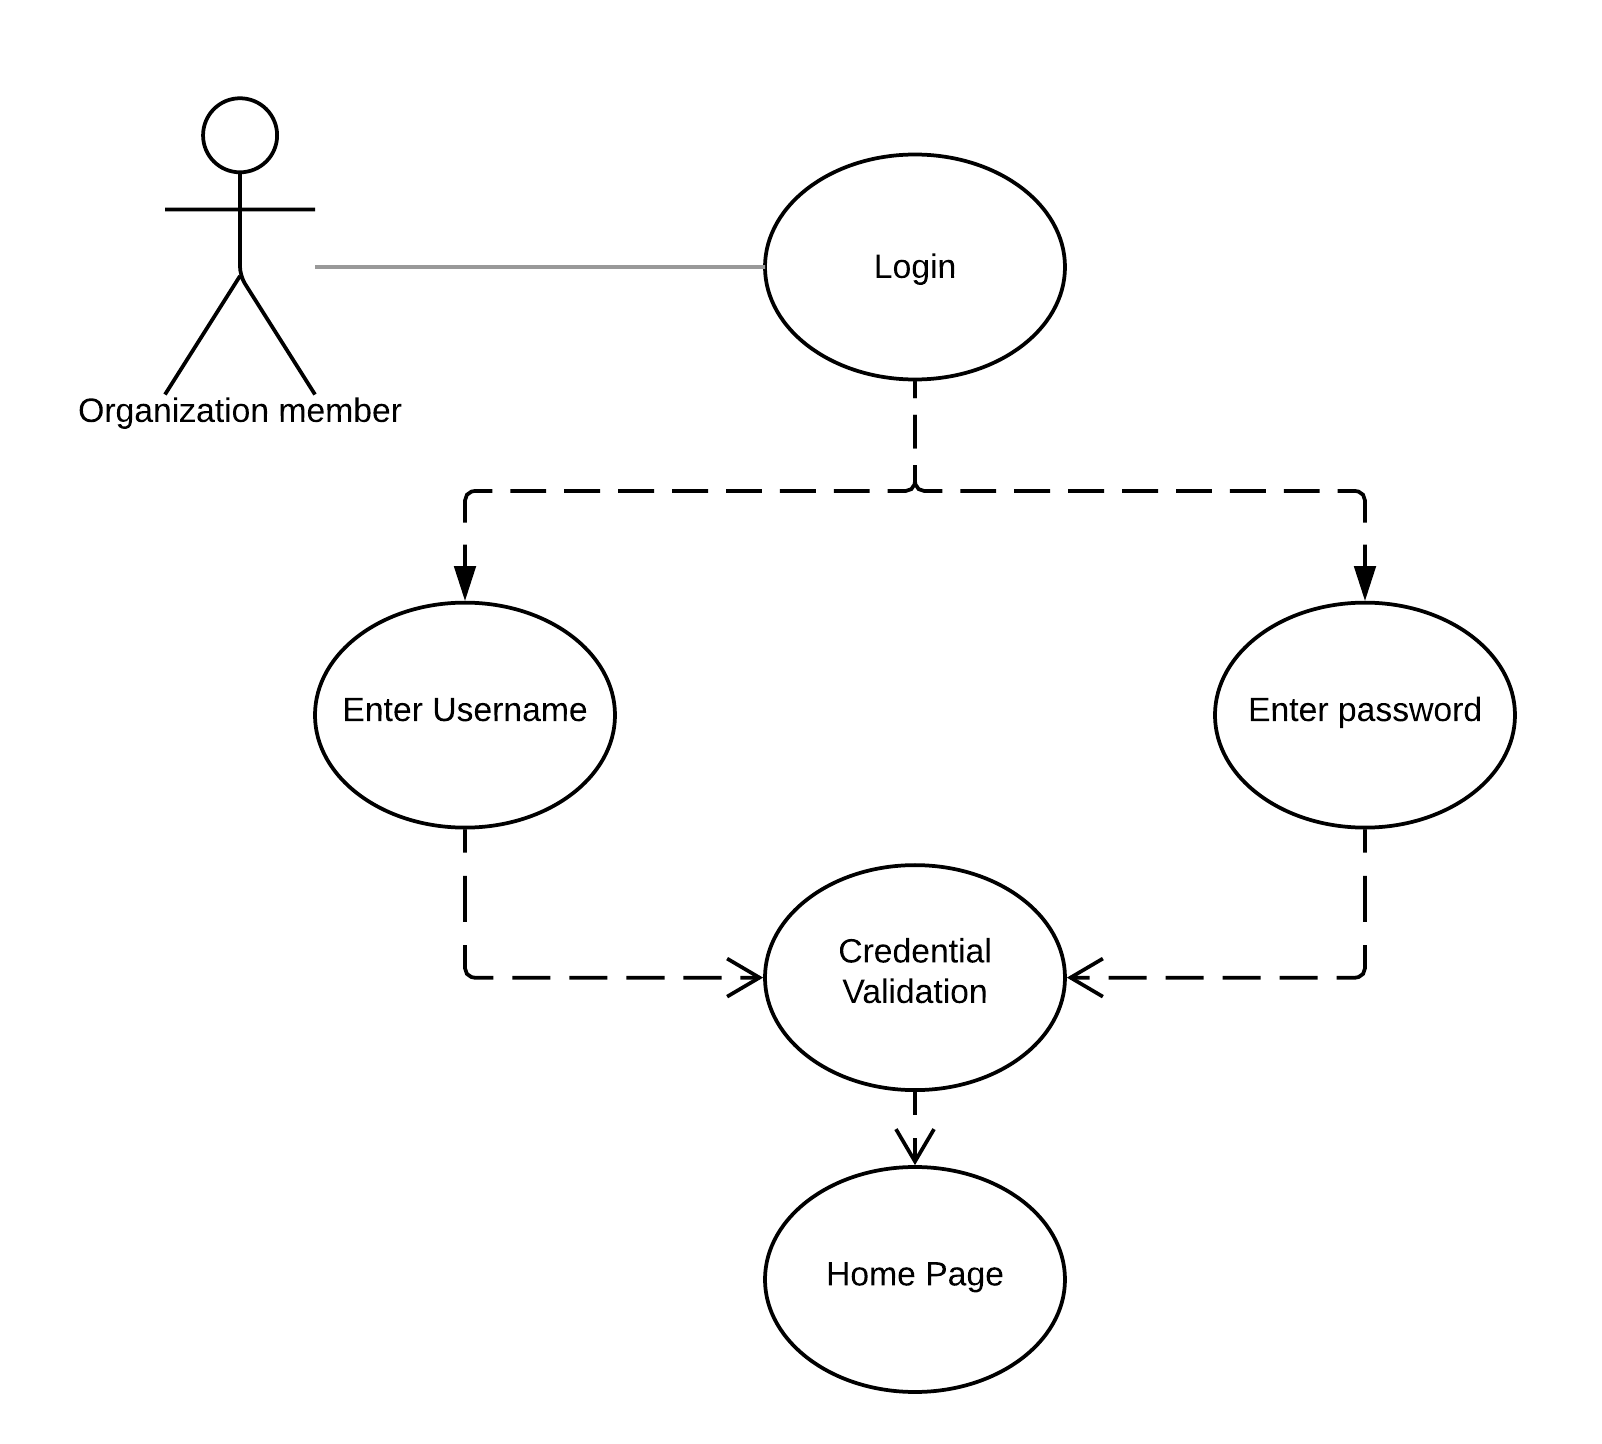 Login
Organization member
Enter Username
Enter password
Credential
Validation
Home Page